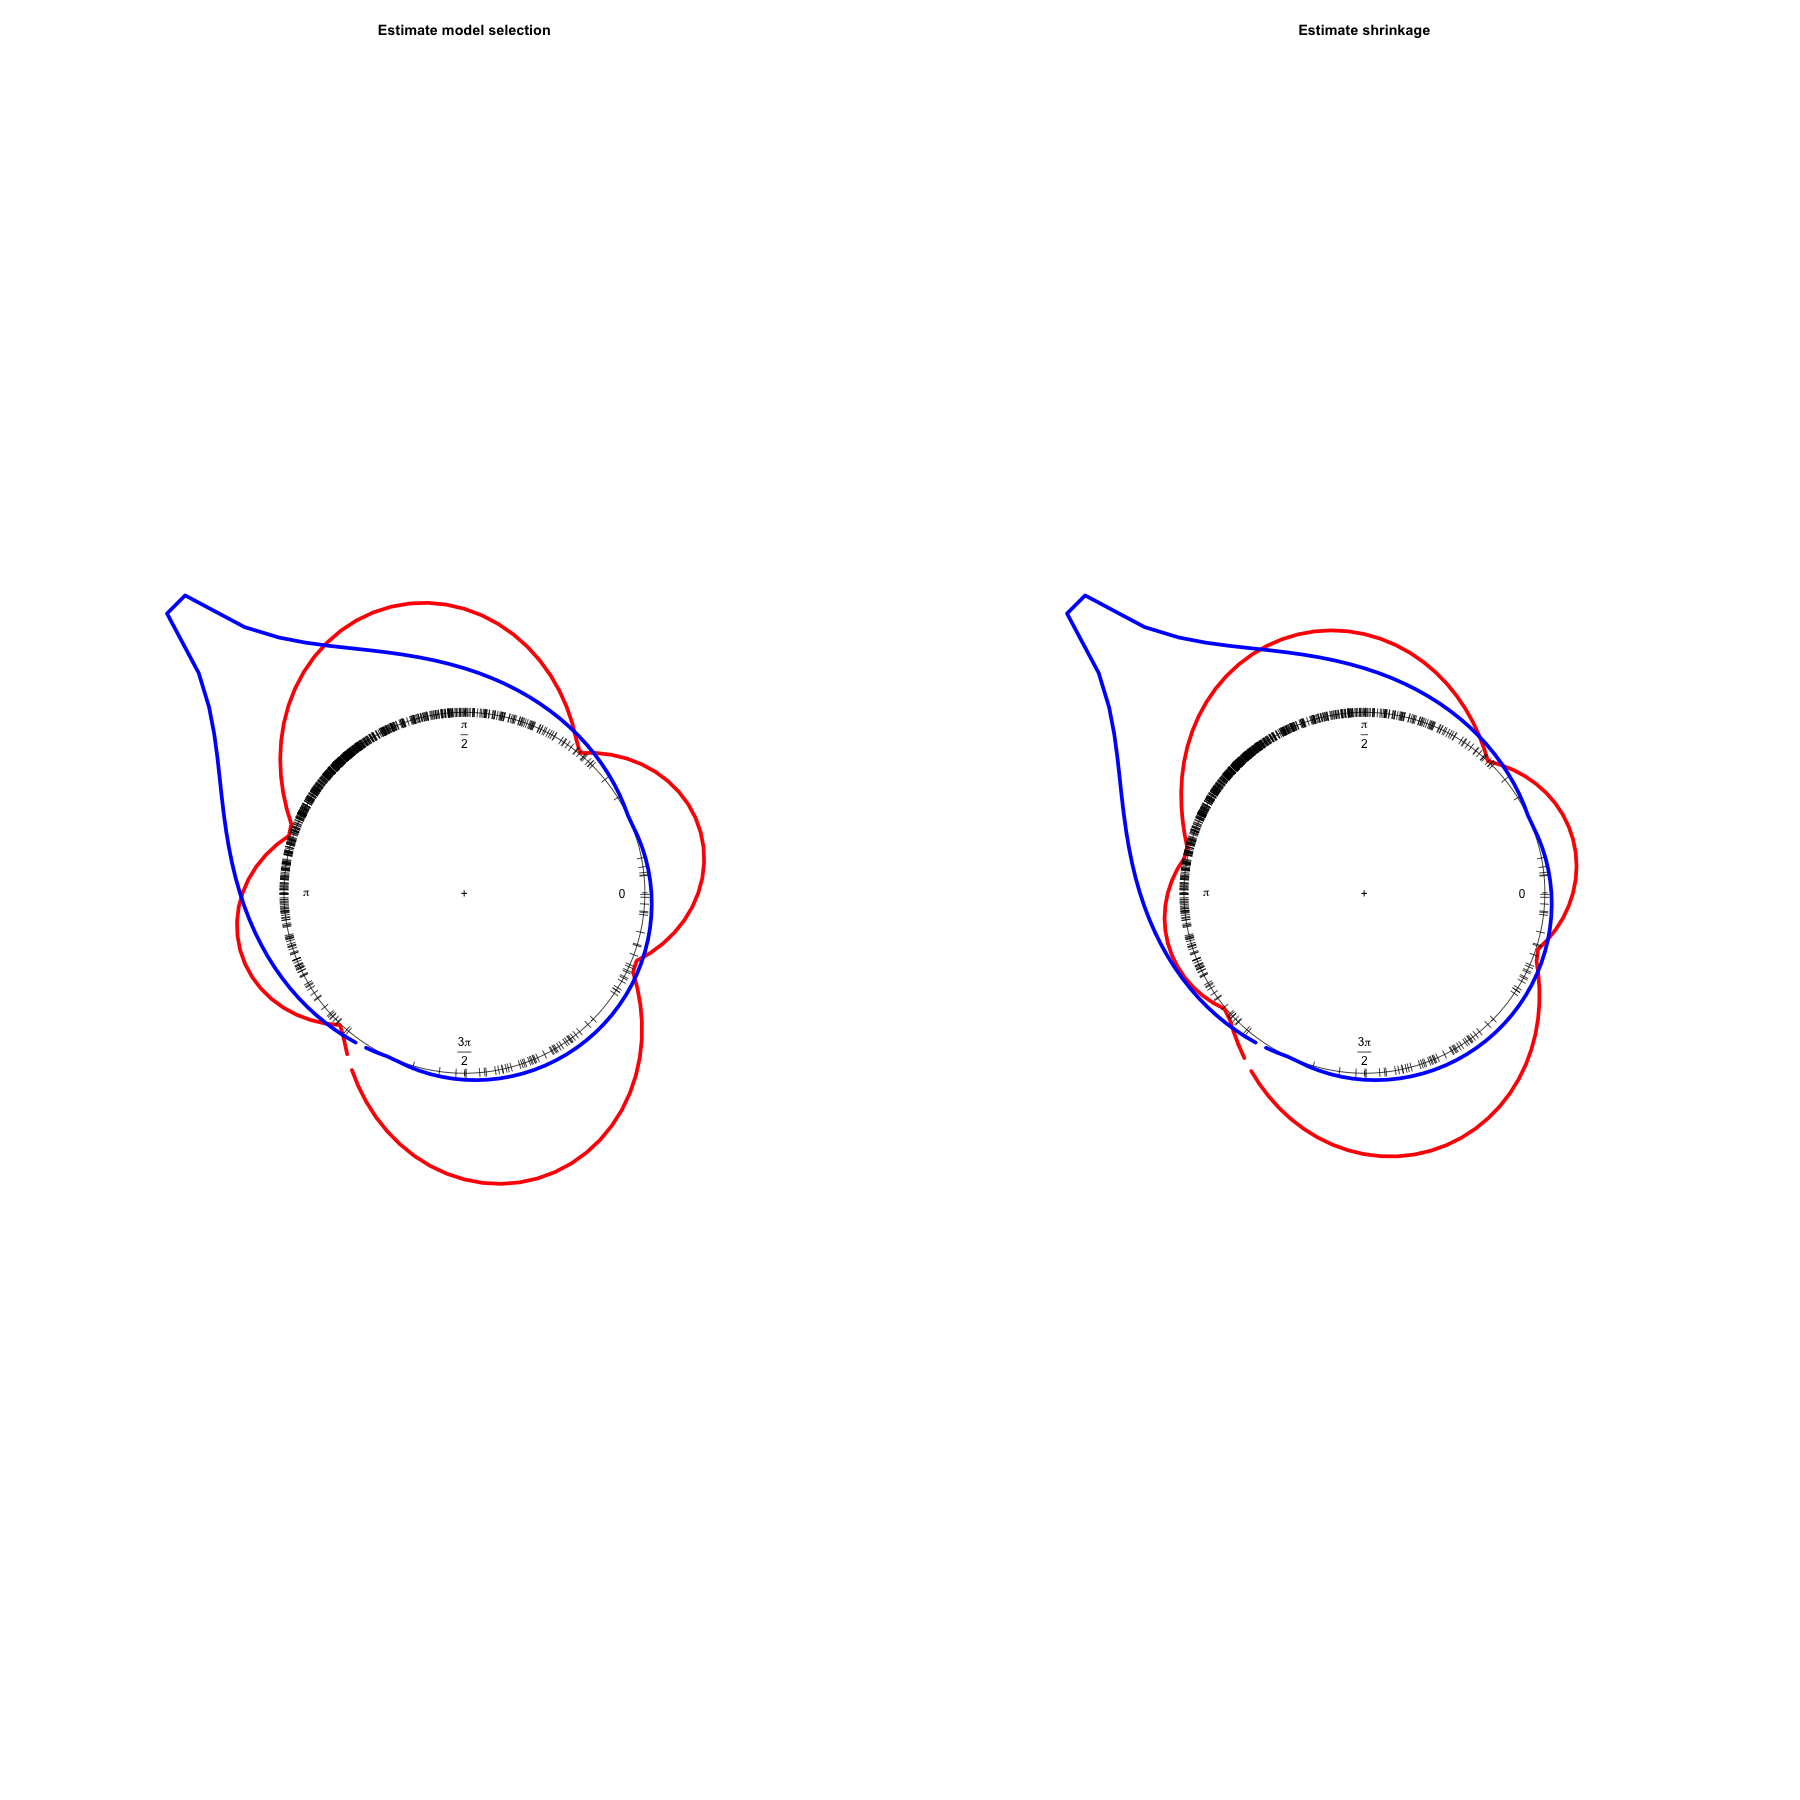 Estimate model selection
π
2
π
+
0
3π
2
Estimate shrinkage
π
2
π
+
0
3π
2